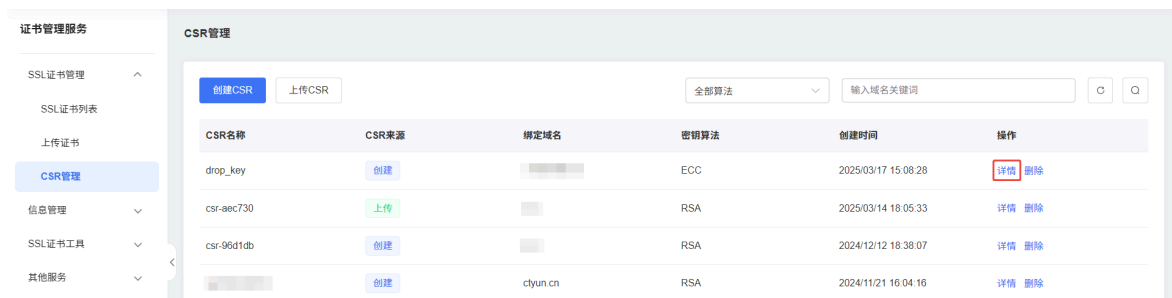 证书管理服务
SSL证书管理
SSL证书列表
上传证书
CSR管理
信息管理
SSL证书工具
其他服务
CSR管理
创建CSR 上传CSR 全部算法 输入域名关键词
CSR名称 CSR来源 绑定域名 密钥算法 创建时间 操作
drop_key 创建 ECC 2025/03/17 15:08:28 详情 删除
csr-aec730 上传 RSA 2025/03/14 18:05:33 详情 删除
csr-96d1db 创建 RSA 2024/12/12 18:38:07 详情 删除
创建 ctyun.cn RSA 2024/11/21 16:04:16 详情 删除